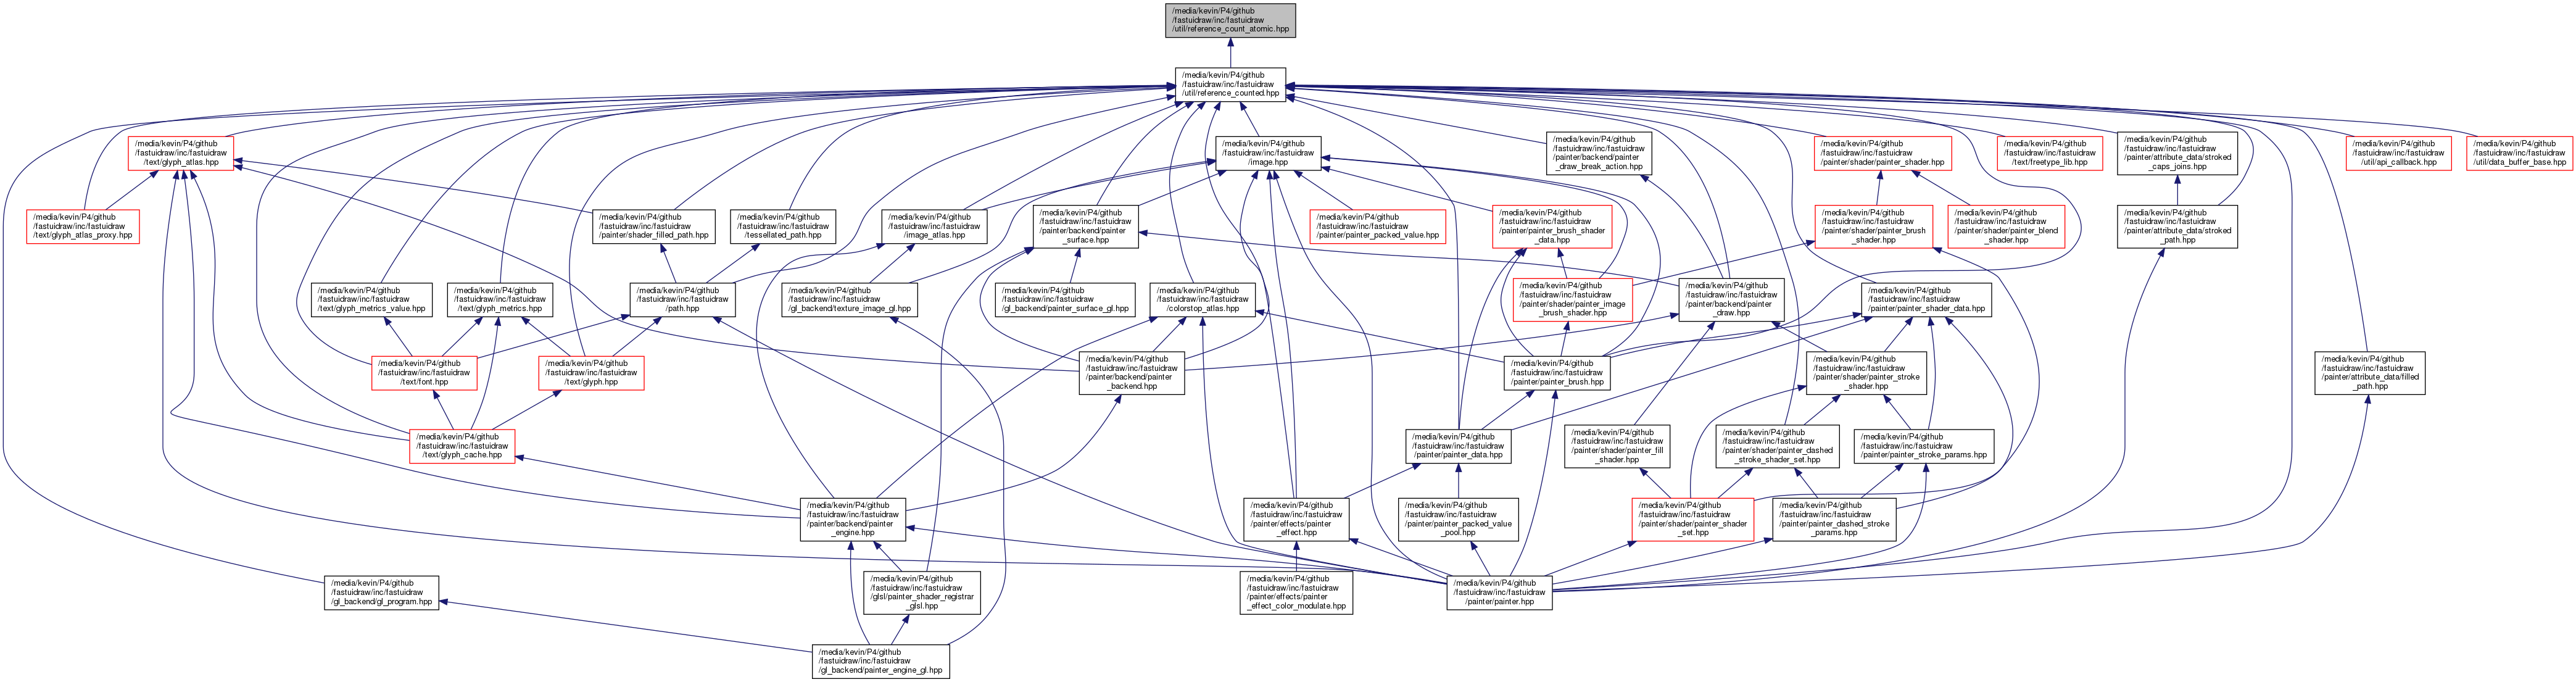 /media/kevin/P4/github
/fastuidraw/inc/fastuidraw
/util/reference_count_atomic.hpp
/media/kevin/P4/github
/fastuidraw/inc/fastuidraw
/util/reference_counted.hpp
/media/kevin/P4/github
/fastuidraw/inc/fastuidraw
/text/glyph_atlas.hpp
/media/kevin/P4/github
/fastuidraw/inc/fastuidraw
/image.hpp
/media/kevin/P4/github
/fastuidraw/inc/fastuidraw
/painter/backend/painter
_draw_break_action.hpp
/media/kevin/P4/github
/fastuidraw/inc/fastuidraw
/painter/shader/painter_shader.hpp
/media/kevin/P4/github
/fastuidraw/inc/fastuidraw
/text/freetype_lib.hpp
/media/kevin/P4/github
/fastuidraw/inc/fastuidraw
/painter/attribute_data/stroked
_caps_joins.hpp
/media/kevin/P4/github
/fastuidraw/inc/fastuidraw
/util/api_callback.hpp
/media/kevin/P4/github
/fastuidraw/inc/fastuidraw
/util/data_buffer_base.hpp
/media/kevin/P4/github
/fastuidraw/inc/fastuidraw
/text/glyph_atlas_proxy.hpp
/media/kevin/P4/github
/fastuidraw/inc/fastuidraw
/painter/shader_filled_path.hpp
/media/kevin/P4/github
/fastuidraw/inc/fastuidraw
/tessellated_path.hpp
/media/kevin/P4/github
/fastuidraw/inc/fastuidraw
/image_atlas.hpp
/media/kevin/P4/github
/fastuidraw/inc/fastuidraw
/painter/backend/painter
_surface.hpp
/media/kevin/P4/github
/fastuidraw/inc/fastuidraw
/painter/painter_packed_value.hpp
/media/kevin/P4/github
/fastuidraw/inc/fastuidraw
/painter/painter_brush_shader
_data.hpp
/media/kevin/P4/github
/fastuidraw/inc/fastuidraw
/painter/shader/painter_brush
_shader.hpp
/media/kevin/P4/github
/fastuidraw/inc/fastuidraw
/painter/shader/painter_blend
_shader.hpp
/media/kevin/P4/github
/fastuidraw/inc/fastuidraw
/painter/attribute_data/stroked
_path.hpp
/media/kevin/P4/github
/fastuidraw/inc/fastuidraw
/text/glyph_metrics_value.hpp
/media/kevin/P4/github
/fastuidraw/inc/fastuidraw
/text/glyph_metrics.hpp
/media/kevin/P4/github
/fastuidraw/inc/fastuidraw
/path.hpp
/media/kevin/P4/github
/fastuidraw/inc/fastuidraw
/gl_backend/texture_image_gl.hpp
/media/kevin/P4/github
/fastuidraw/inc/fastuidraw
/gl_backend/painter_surface_gl.hpp
/media/kevin/P4/github
/fastuidraw/inc/fastuidraw
/colorstop_atlas.hpp
/media/kevin/P4/github
/fastuidraw/inc/fastuidraw
/painter/shader/painter_image
_brush_shader.hpp
/media/kevin/P4/github
/fastuidraw/inc/fastuidraw
/painter/backend/painter
_draw.hpp
/media/kevin/P4/github
/fastuidraw/inc/fastuidraw
/painter/painter_shader_data.hpp
/media/kevin/P4/github
/fastuidraw/inc/fastuidraw
/text/font.hpp
/media/kevin/P4/github
/fastuidraw/inc/fastuidraw
/text/glyph.hpp
/media/kevin/P4/github
/fastuidraw/inc/fastuidraw
/painter/backend/painter
_backend.hpp
/media/kevin/P4/github
/fastuidraw/inc/fastuidraw
/painter/painter_brush.hpp
/media/kevin/P4/github
/fastuidraw/inc/fastuidraw
/painter/shader/painter_stroke
_shader.hpp
/media/kevin/P4/github
/fastuidraw/inc/fastuidraw
/painter/attribute_data/filled
_path.hpp
/media/kevin/P4/github
/fastuidraw/inc/fastuidraw
/text/glyph_cache.hpp
/media/kevin/P4/github
/fastuidraw/inc/fastuidraw
/painter/painter_data.hpp
/media/kevin/P4/github
/fastuidraw/inc/fastuidraw
/painter/shader/painter_fill
_shader.hpp
/media/kevin/P4/github
/fastuidraw/inc/fastuidraw
/painter/shader/painter_dashed
_stroke_shader_set.hpp
/media/kevin/P4/github
/fastuidraw/inc/fastuidraw
/painter/painter_stroke_params.hpp
/media/kevin/P4/github
/fastuidraw/inc/fastuidraw
/painter/backend/painter
_engine.hpp
/media/kevin/P4/github
/fastuidraw/inc/fastuidraw
/painter/effects/painter
_effect.hpp
/media/kevin/P4/github
/fastuidraw/inc/fastuidraw
/painter/painter_packed_value
_pool.hpp
/media/kevin/P4/github
/fastuidraw/inc/fastuidraw
/painter/shader/painter_shader
_set.hpp
/media/kevin/P4/github
/fastuidraw/inc/fastuidraw
/painter/painter_dashed_stroke
_params.hpp
/media/kevin/P4/github
/fastuidraw/inc/fastuidraw
/gl_backend/gl_program.hpp
/media/kevin/P4/github
/fastuidraw/inc/fastuidraw
/glsl/painter_shader_registrar
_glsl.hpp
/media/kevin/P4/github
/fastuidraw/inc/fastuidraw
/painter/effects/painter
_effect_color_modulate.hpp
/media/kevin/P4/github
/fastuidraw/inc/fastuidraw
/painter/painter.hpp
/media/kevin/P4/github
/fastuidraw/inc/fastuidraw
/gl_backend/painter_engine_gl.hpp